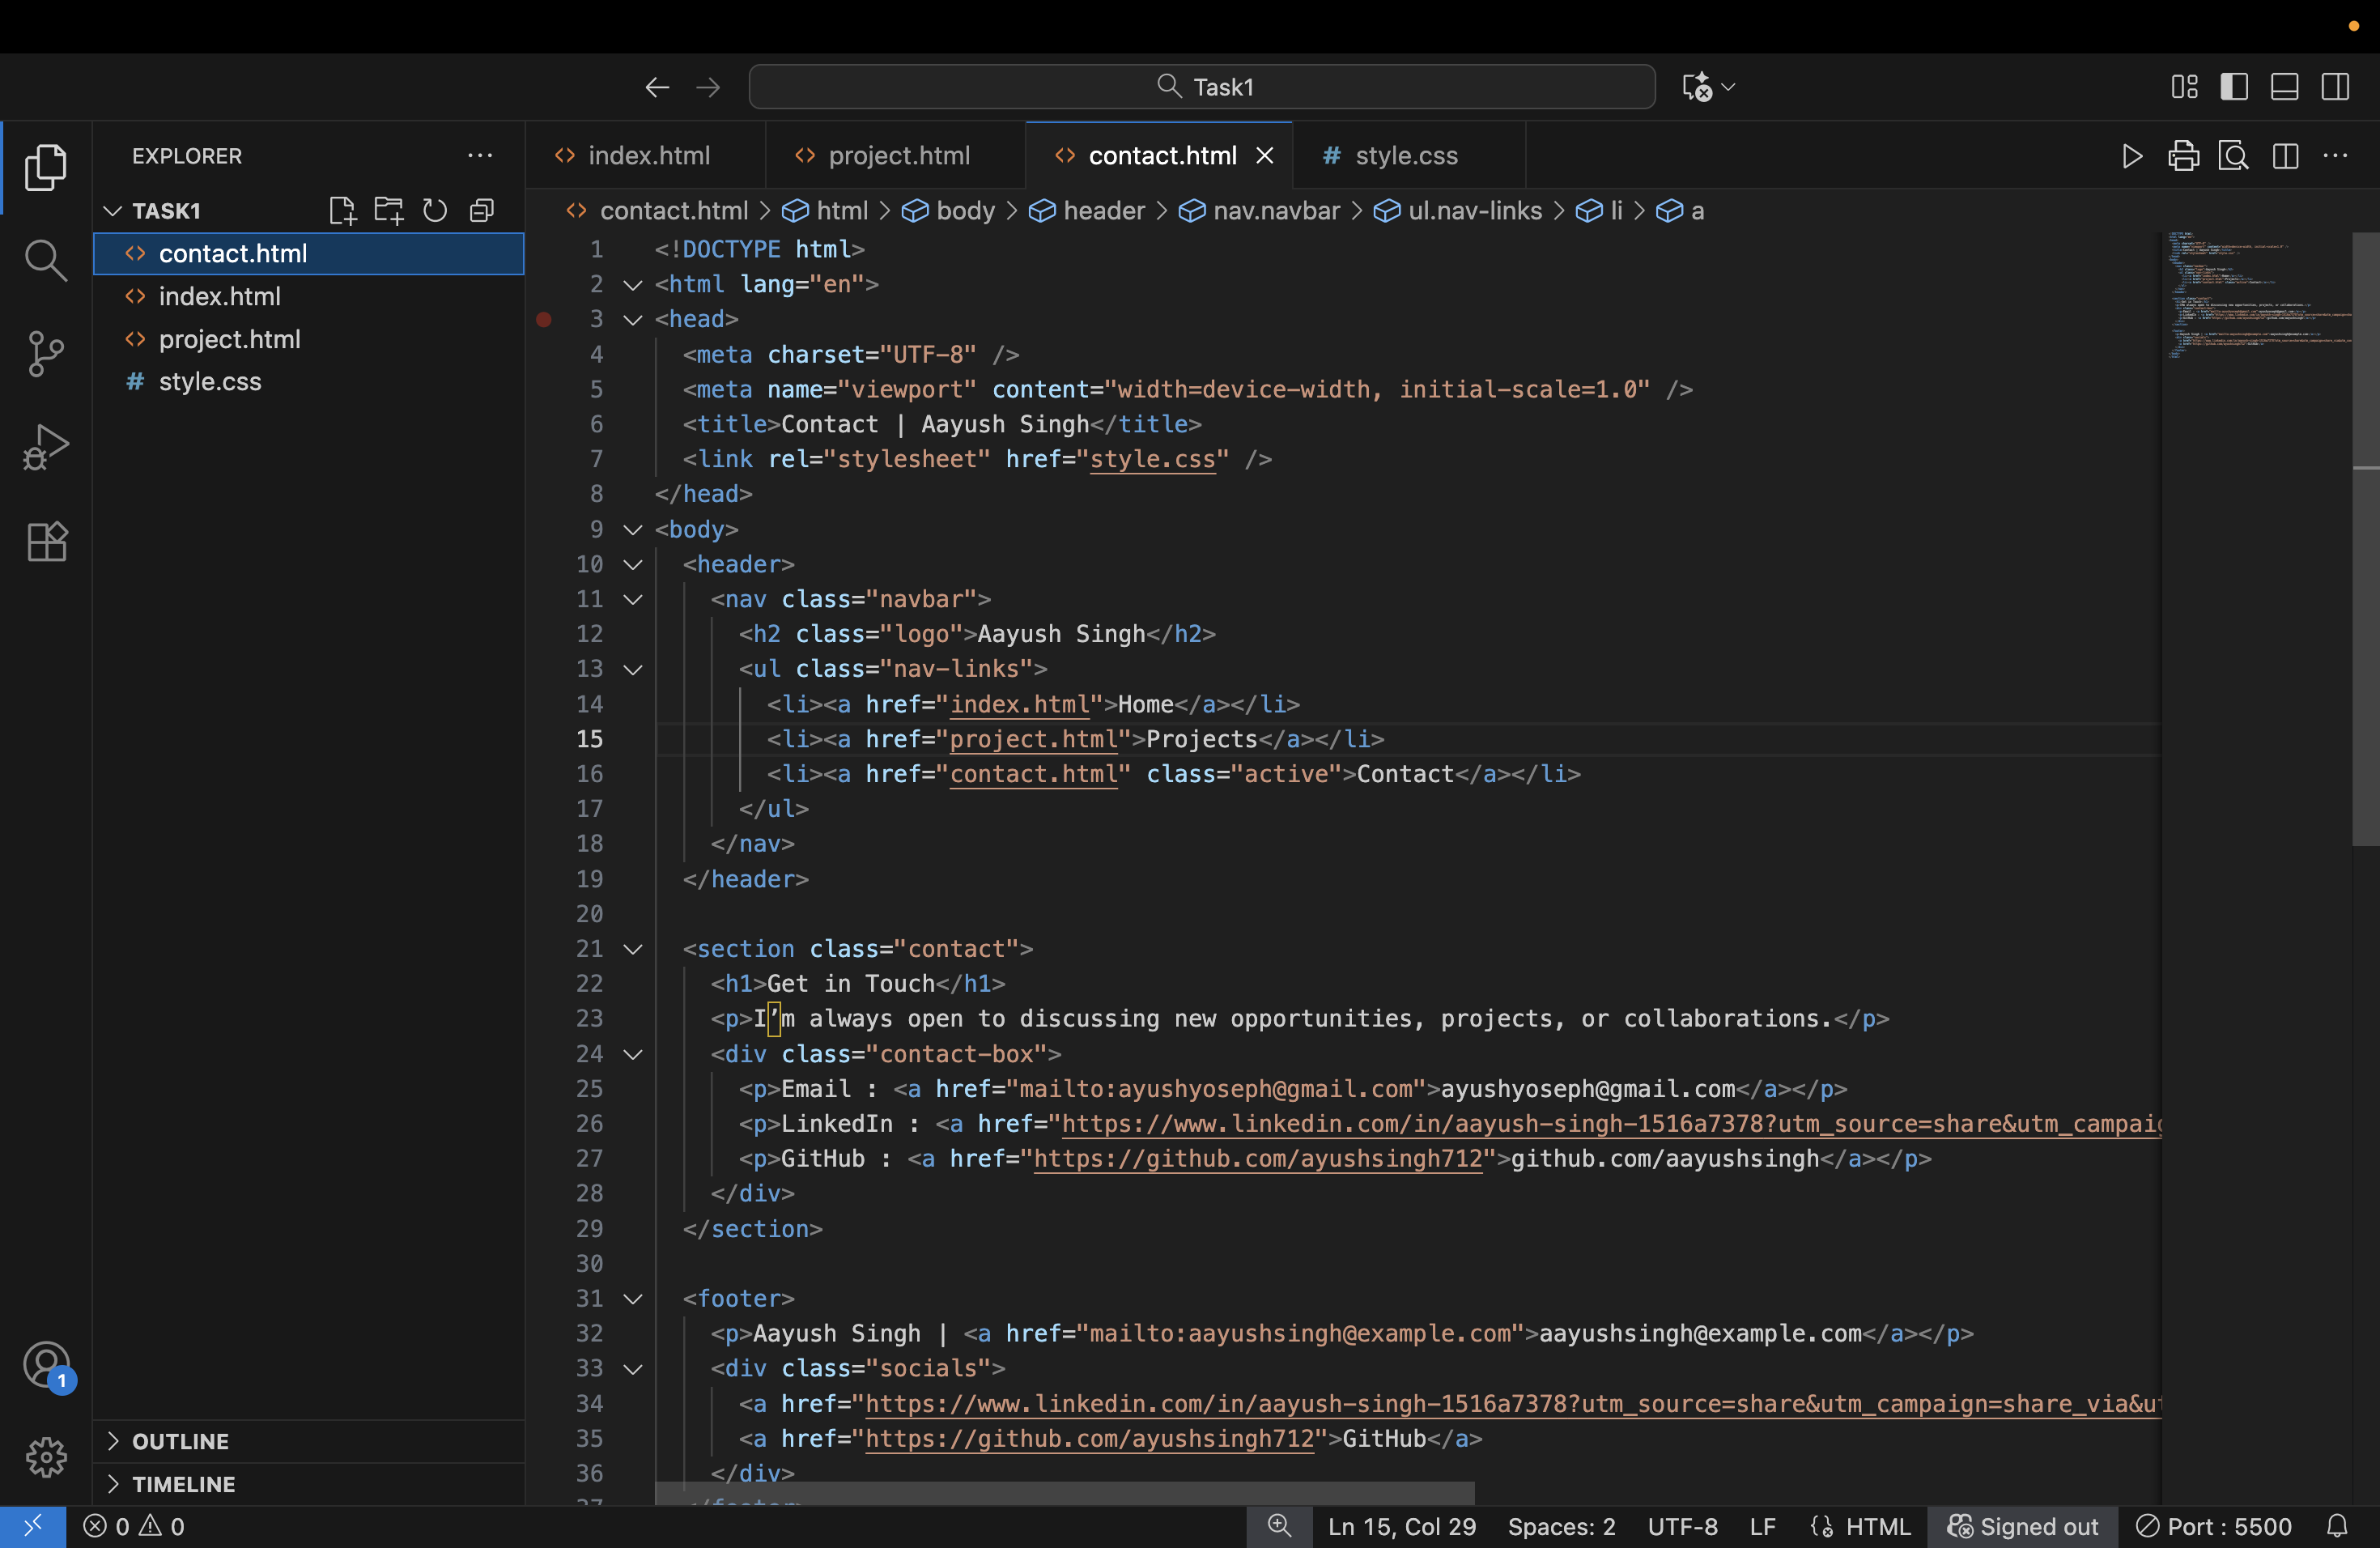 Task1
EXPLORER
TASK1
contact.html
index.html
project.html
# style.css
OUTLINE
TIMELINE
index.html
project.html
contact.html
# style.css
contact.html > html > body > header > nav.navbar > ul.nav-links > li > a
1 <!DOCTYPE html>
2 <html lang="en">
3 <head>
4 <meta charset="UTF-8" />
5 <meta name="viewport" content="width=device-width, initial-scale=1.0" />
6 <title>Contact | Aayush Singh</title>
7 <link rel="stylesheet" href="style.css" />
8 </head>
9 <body>
10 <header>
11 <nav class="navbar">
12 <h2 class="logo">Aayush Singh</h2>
13 <ul class="nav-links">
14 <li><a href="index.html">Home</a></li>
15 <li><a href="project.html">Projects</a></li>
16 <li><a href="contact.html" class="active">Contact</a></li>
17 </ul>
18 </nav>
19 </header>
20
21 <section class="contact">
22 <h1>Get in Touch</h1>
23 <p>I’m always open to discussing new opportunities, projects, or collaborations.</p>
24 <div class="contact-box">
25 <p>Email : <a href="mailto:ayushyoseph@gmail.com">ayushyoseph@gmail.com</a></p>
26 <p>LinkedIn : <a href="https://www.linkedin.com/in/aayush-singh-1516a7378?utm_source=share&utm_campaig
27 <p>GitHub : <a href="https://github.com/ayushsingh712">github.com/aayushsingh</a></p>
28 </div>
29 </section>
30
31 <footer>
32 <p>Aayush Singh | <a href="mailto:aayushsingh@example.com">aayushsingh@example.com</a></p>
33 <div class="socials">
34 <a href="https://www.linkedin.com/in/aayush-singh-1516a7378?utm_source=share&utm_campaign=share_via&ut
35 <a href="https://github.com/ayushsingh712">GitHub</a>
36 </div>
1
0 0
Ln 15, Col 29 Spaces: 2 UTF-8 LF HTML Signed out Port : 5500